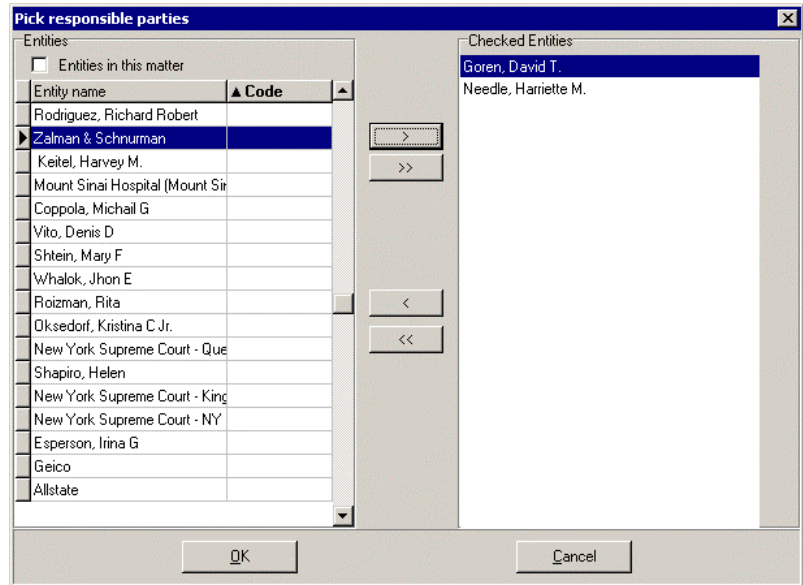 Pick responsible parties
Entities
Entities in this matter
Entity name ▲ Code
Rodriguez, Richard Robert
Zalman & Schnurman
Keitel, Harvey M.
Mount Sinai Hospital (Mount Sin
Coppola, Michail G
Vito, Denis D
Shtein, Mary F
Whalok, Jhon E
Roizman, Rita
Oksedorf, Kristina C Jr.
New York Supreme Court - Que
Shapiro, Helen
New York Supreme Court - King
New York Supreme Court - NY
Esperson, Irina G
Geico
Allstate
>
>>
<
<<
Checked Entities
Goren, David T.
Needle, Harriette M.
OK
Cancel